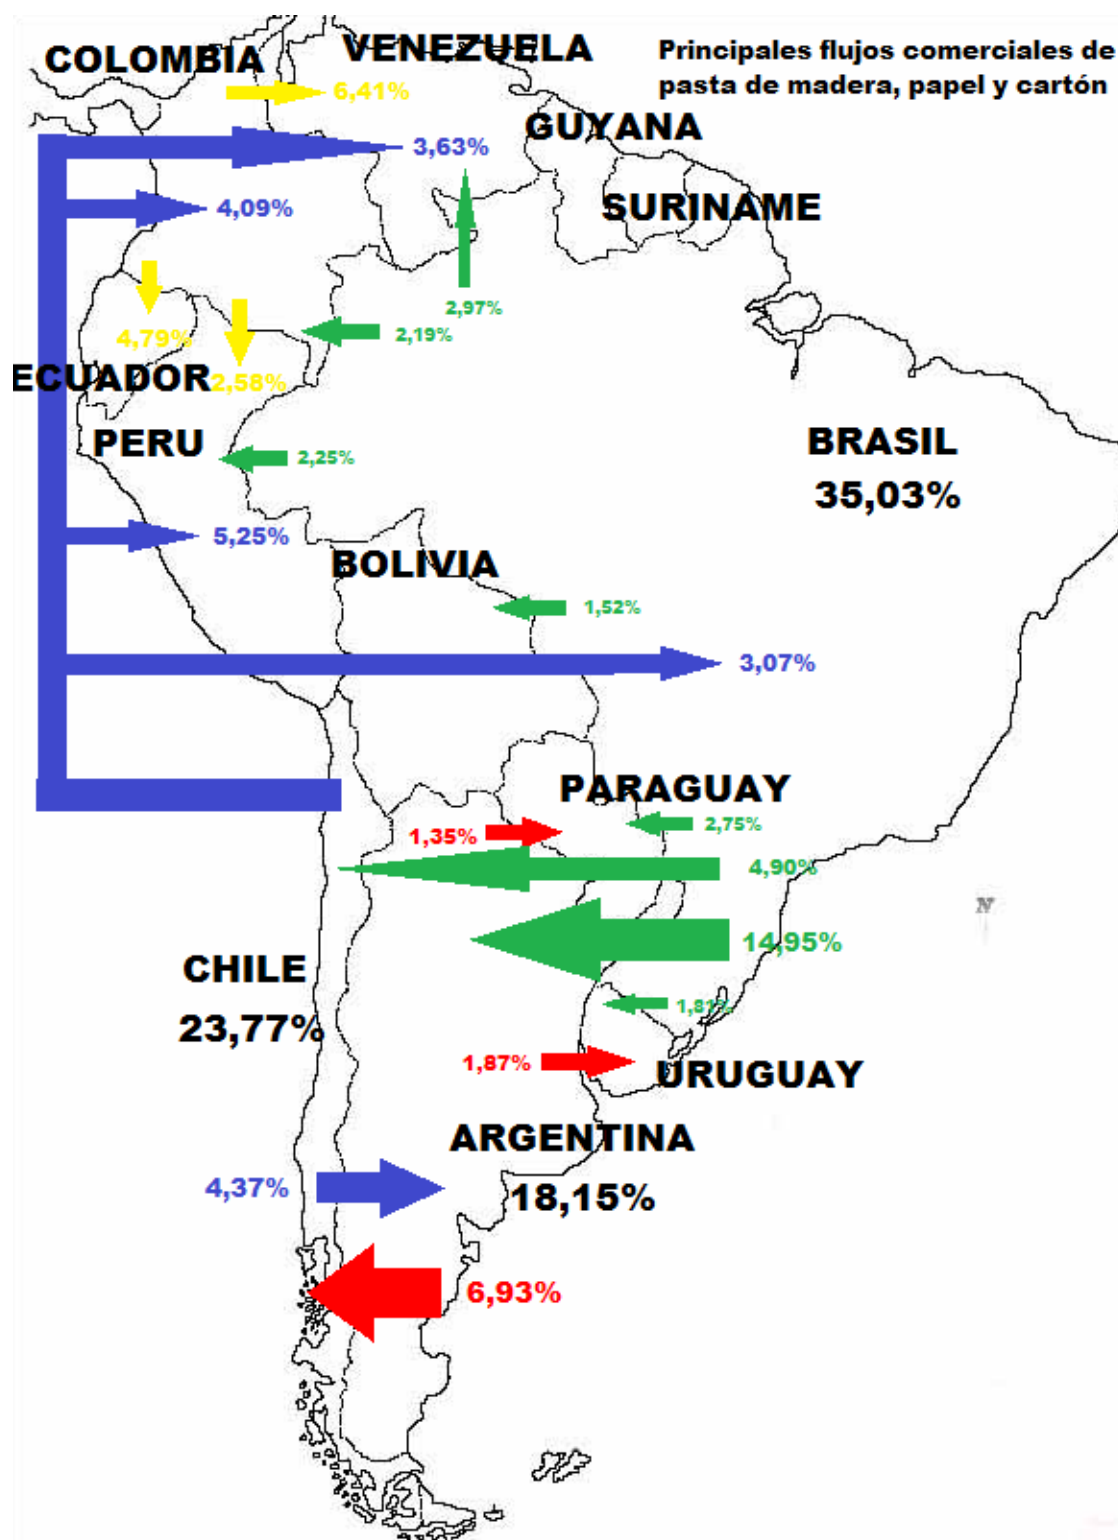 COLOMBIA
VENEZUELA
Principales flujos comerciales de
pasta de madera, papel y cartón
6,41%
GUYANA
3,63%
SURINAME
4,09%
2,97%
4,79%
2,19%
ECUADOR
2,58%
PERU
BRASIL
2,25%
35,03%
5,25%
BOLIVIA
1,52%
3,07%
PARAGUAY
1,35%
2,75%
4,90%
N
14,95%
CHILE
1,81%
23,77%
1,87%
URUGUAY
ARGENTINA
4,37%
18,15%
6,93%